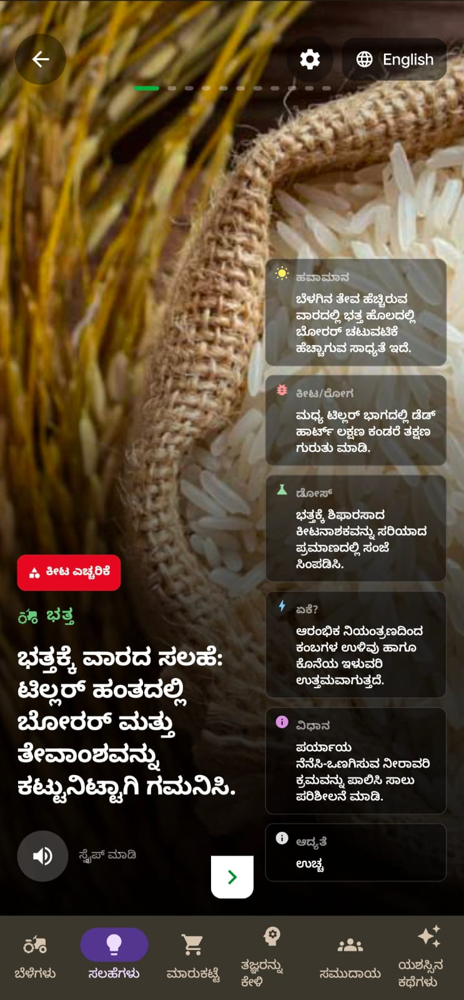 English
ಹವಾಮಾನ
ಬೆಳಗಿನ ತೇವ ಹೆಚ್ಚಿರುವ
ವಾರದಲ್ಲಿ ಭತ್ತ ಹೊಲದಲ್ಲಿ
ಬೋರರ್ ಚಟುವಟಿಕೆ
ಹೆಚ್ಚಾಗುವ ಸಾಧ್ಯತೆ ಇದೆ.
ಕೀಟ/ರೋಗ
ಮಧ್ಯ ಟಿಲ್ಲರ್ ಭಾಗದಲ್ಲಿ ಡೆಡ್
ಹಾರ್ಟ್ ಲಕ್ಷಣ ಕಂಡರೆ ತಕ್ಷಣ
ಗುರುತು ಮಾಡಿ.
ಡೋಸ್
ಭತ್ತಕ್ಕೆ ಶಿಫಾರಸಾದ
ಕೀಟನಾಶಕವನ್ನು ಸರಿಯಾದ
ಪ್ರಮಾಣದಲ್ಲಿ ಸಂಜೆ
ಸಿಂಪಡಿಸಿ.
ಏಕೆ?
ಆರಂಭಿಕ ನಿಯಂತ್ರಣದಿಂದ
ಕಂಬಗಳ ಉಳಿವು ಹಾಗೂ
ಕೊನೆಯ ಇಳುವರಿ
ಉತ್ತಮವಾಗುತ್ತದೆ.
ವಿಧಾನ
ಪರ್ಯಾಯ
ನೆನೆಸಿ-ಒಣಗಿಸುವ ನೀರಾವರಿ
ಕ್ರಮವನ್ನು ಪಾಲಿಸಿ ಸಾಲು
ಪರಿಶೀಲನೆ ಮಾಡಿ.
ಆದ್ಯತೆ
ಉಚ್ಚ
ಕೀಟ ಎಚ್ಚರಿಕೆ
ಭತ್ತ
ಭತ್ತಕ್ಕೆ ವಾರದ ಸಲಹೆ:
ಟಿಲ್ಲರ್ ಹಂತದಲ್ಲಿ
ಬೋರರ್ ಮತ್ತು
ತೇವಾಂಶವನ್ನು
ಕಟ್ಟುನಿಟ್ಟಾಗಿ ಗಮನಿಸಿ.
ಸ್ವೈಪ್ ಮಾಡಿ
ಬೆಳೆಗಳು
ಸಲಹೆಗಳು
ಮಾರುಕಟ್ಟೆ
ತಜ್ಞರನ್ನು
ಕೇಳಿ
ಸಮುದಾಯ
ಯಶಸ್ಸಿನ
ಕಥೆಗಳು